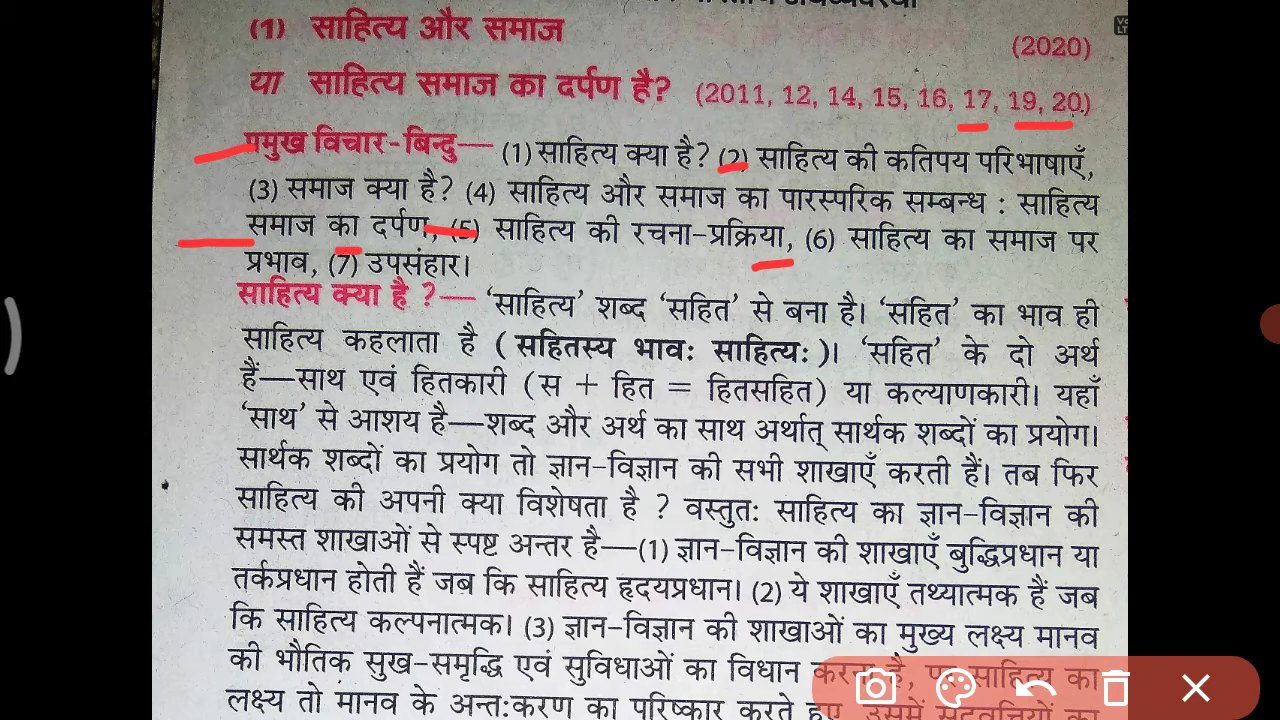 (1) साहित्य और समाज
(2020)
या साहित्य समाज का दर्पण है? (2011, 12, 14, 15, 16, 17, 19, 20)
प्रमुख विचार-बिन्दु— (1) साहित्य क्या है? (2) साहित्य की कतिपय परिभाषाएँ,
(3) समाज क्या है? (4) साहित्य और समाज का पारस्परिक सम्बन्ध : साहित्य
समाज का दर्पण, (5) साहित्य की रचना-प्रक्रिया, (6) साहित्य का समाज पर
प्रभाव, (7) उपसंहार।
साहित्य क्या है ?— ‘साहित्य’ शब्द ‘सहित’ से बना है। ‘सहित’ का भाव ही
साहित्य कहलाता है ( सहितस्य भावः साहित्यः )। ‘सहित’ के दो अर्थ
हैं—साथ एवं हितकारी (स + हित = हितसहित) या कल्याणकारी। यहाँ
‘साथ’ से आशय है—शब्द और अर्थ का साथ अर्थात् सार्थक शब्दों का प्रयोग।
सार्थक शब्दों का प्रयोग तो ज्ञान-विज्ञान की सभी शाखाएँ करती हैं। तब फिर
साहित्य की अपनी क्या विशेषता है ? वस्तुतः साहित्य का ज्ञान-विज्ञान की
समस्त शाखाओं से स्पष्ट अन्तर है—(1) ज्ञान-विज्ञान की शाखाएँ बुद्धिप्रधान या
तर्कप्रधान होती हैं जब कि साहित्य हृदयप्रधान। (2) ये शाखाएँ तथ्यात्मक हैं जब
कि साहित्य कल्पनात्मक। (3) ज्ञान-विज्ञान की शाखाओं का मुख्य लक्ष्य मानव
की भौतिक सुख-समृद्धि एवं सुविधाओं का विधान करना है, पर साहित्य का
लक्ष्य तो मानव के अन्तःकरण का परिष्कार करते हुए